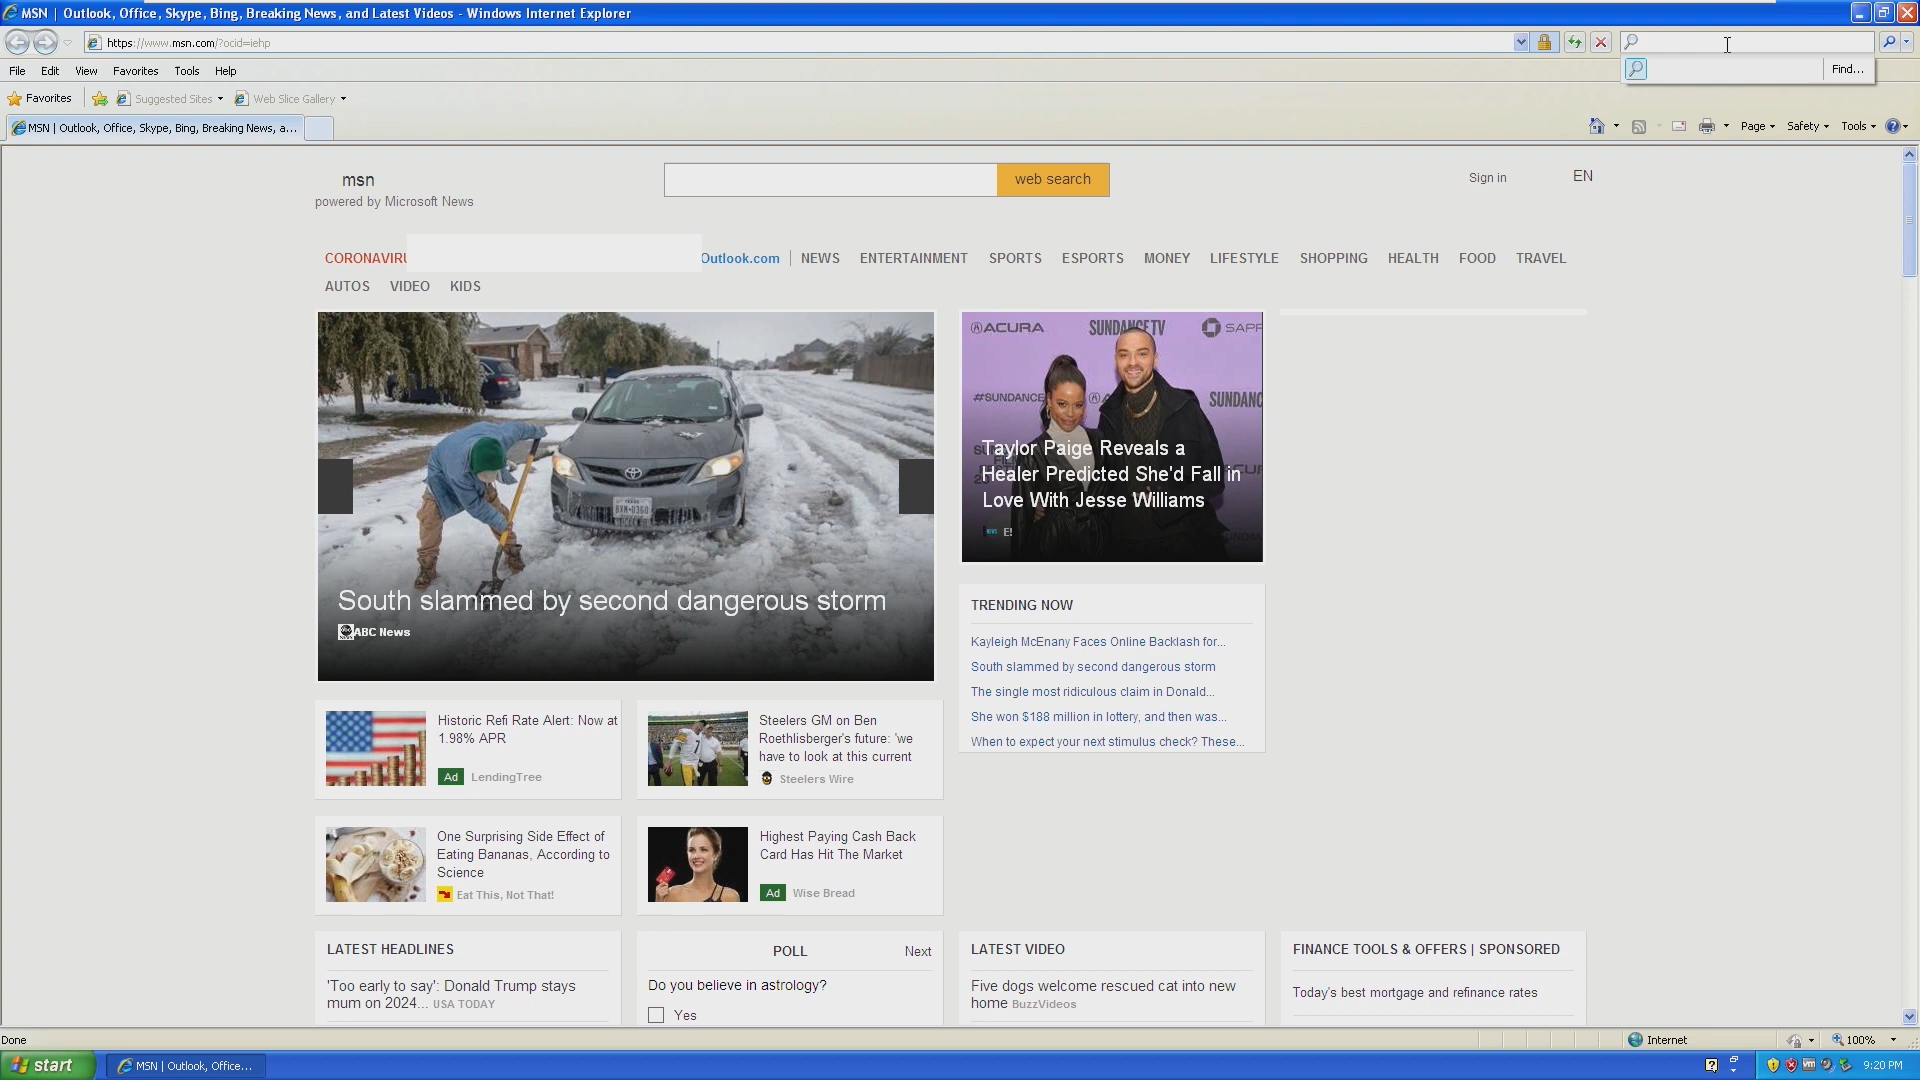 MSN | Outlook, Office, Skype, Bing, Breaking News, and Latest Videos - Windows Internet Explorer
https://www.msn.com/?ocid=iehp
File Edit View Favorites Tools Help
Find...
Favorites Suggested Sites Web Slice Gallery
MSN | Outlook, Office, Skype, Bing, Breaking News, a...
Page Safety Tools
msn
web search
Sign in
EN
powered by Microsoft News
CORONAVIRU
Outlook.com NEWS ENTERTAINMENT SPORTS ESPORTS MONEY LIFESTYLE SHOPPING HEALTH FOOD TRAVEL
AUTOS VIDEO KIDS
South slammed by second dangerous storm
abc NEWS ABC News
ACURA SUNDANCE TV SAPP
#SUNDANCE SUNDANC
Taylor Paige Reveals a
Healer Predicted She'd Fall in
Love With Jesse Williams
NEWS E!
TRENDING NOW
Kayleigh McEnany Faces Online Backlash for...
South slammed by second dangerous storm
The single most ridiculous claim in Donald...
She won $188 million in lottery, and then was...
When to expect your next stimulus check? These...
Historic Refi Rate Alert: Now at
1.98% APR
Ad LendingTree
Steelers GM on Ben
Roethlisberger's future: 'we
have to look at this current
Steelers Wire
One Surprising Side Effect of
Eating Bananas, According to
Science
Eat This, Not That!
Highest Paying Cash Back
Card Has Hit The Market
Ad Wise Bread
LATEST HEADLINES
'Too early to say': Donald Trump stays
mum on 2024... USA TODAY
POLL Next
Do you believe in astrology?
Yes
LATEST VIDEO
Five dogs welcome rescued cat into new
home BuzzVideos
FINANCE TOOLS & OFFERS | SPONSORED
Today's best mortgage and refinance rates
Done
Internet
100%
start
MSN | Outlook, Office...
9:20 PM